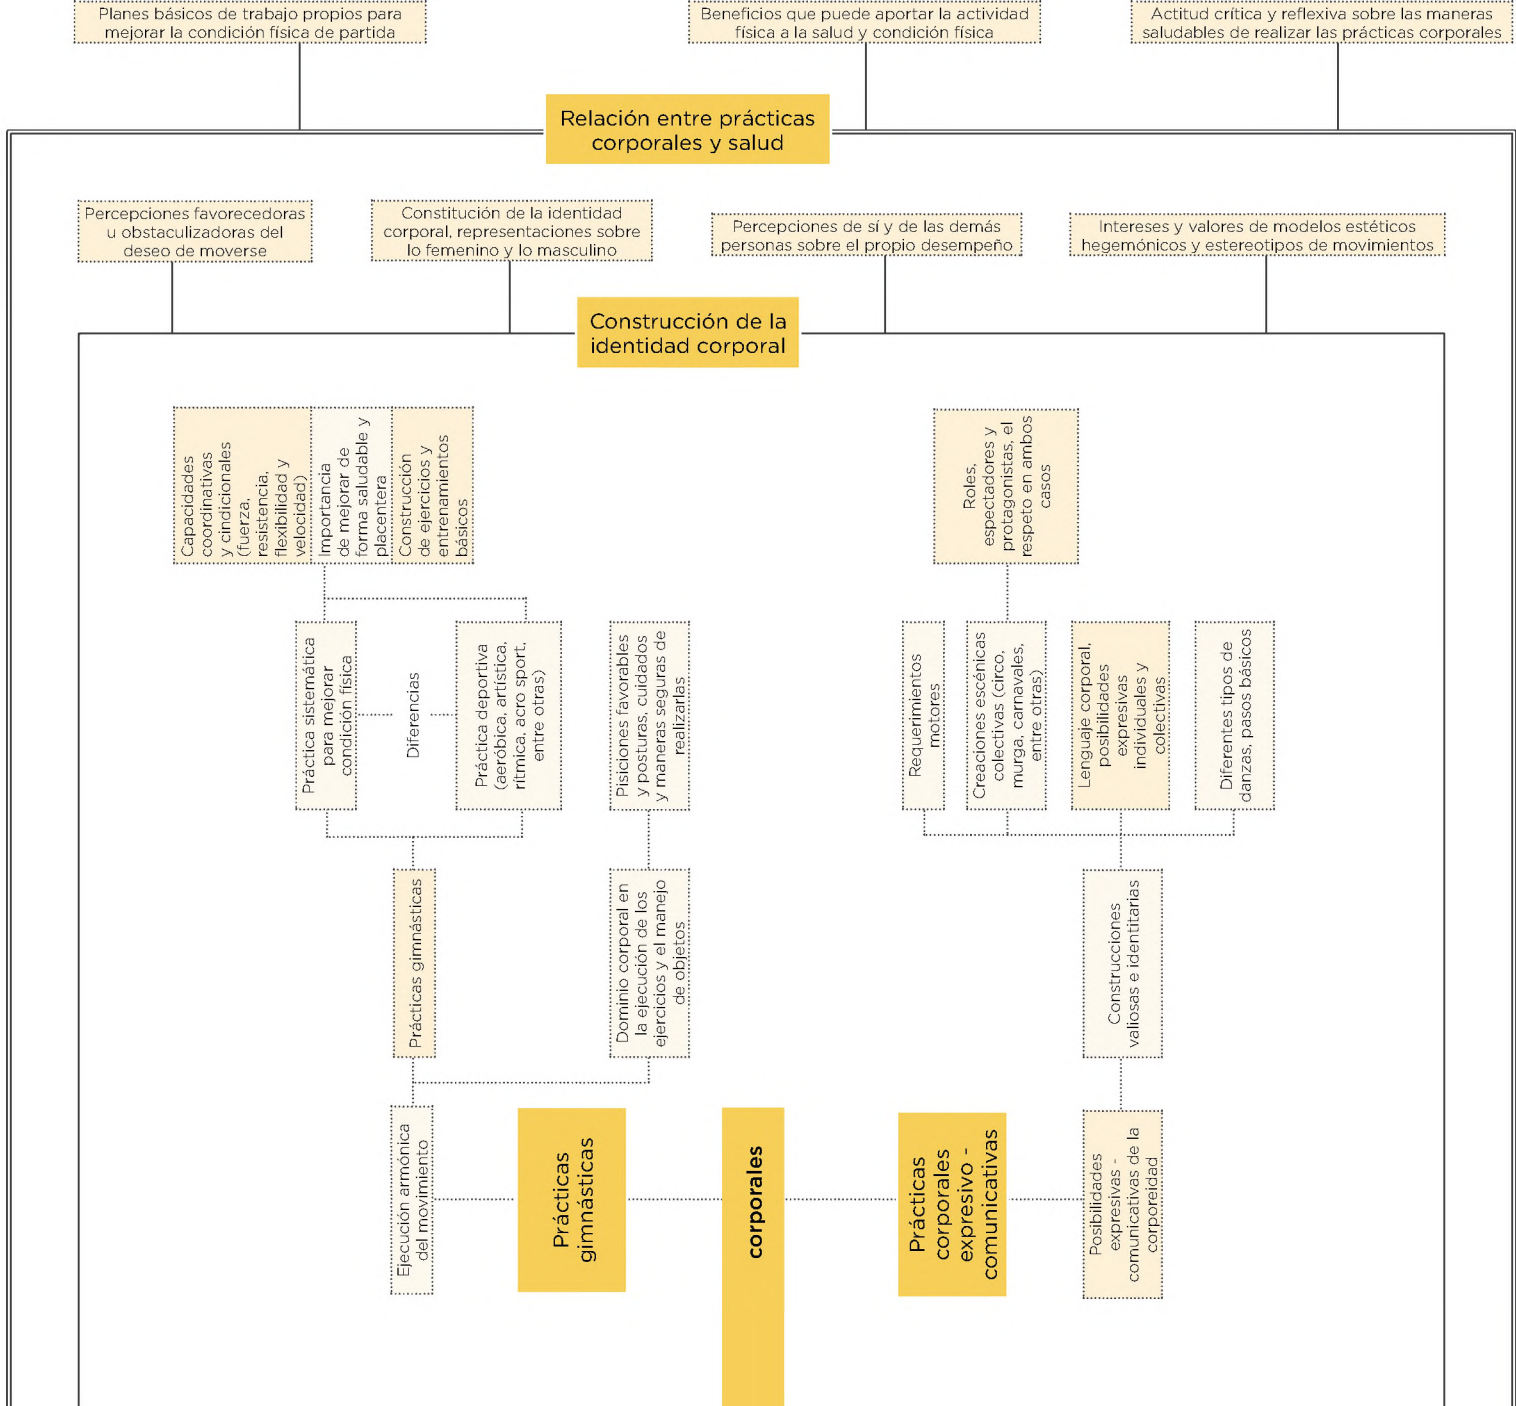 Planes básicos de trabajo propios para
mejorar la condición física de partida
Beneficios que puede aportar la actividad
física a la salud y condición física
Actitud crítica y reflexiva sobre las maneras
saludables de realizar las prácticas corporales
Relación entre prácticas
corporales y salud
Percepciones favorecedoras
u obstaculizadoras del
deseo de moverse
Constitución de la identidad
corporal, representaciones sobre
lo femenino y lo masculino
Percepciones de sí y de las demás
personas sobre el propio desempeño
Intereses y valores de modelos estéticos
hegemónicos y estereotipos de movimientos
Construcción de la
identidad corporal
Capacidades
coordinativas
y cindicionales
(fuerza,
resistencia,
flexibilidad y
velocidad)
Importancia
de mejorar de
forma saludable y
placentera
Construcción
de ejercicios y
entrenamientos
básicos
Roles,
espectadores y
protagonistas, el
respeto en ambos
casos
Práctica sistemática
para mejorar
condición física
Diferencias
Práctica deportiva
(aeróbica, artística,
rítmica, acro sport,
entre otras)
Pisiciones favorables
y posturas, cuidados
y maneras seguras de
realizarlas
Requerimientos
motores
Creaciones escénicas
colectivas (circo,
murga, carnavales,
entre otras)
Lenguaje corporal,
posibilidades
expresivas
individuales y
colectivas
Diferentes tipos de
danzas, pasos básicos
Prácticas gimnásticas
Dominio corporal en
la ejecución de los
ejercicios y el manejo
de objetos
Construcciones
valiosas e identitarias
Ejecución armónica
del movimiento
Prácticas
gimnásticas
corporales
Prácticas
corporales
expresivo -
comunicativas
Posibilidades
expresivas -
comunicativas de la
corporeidad